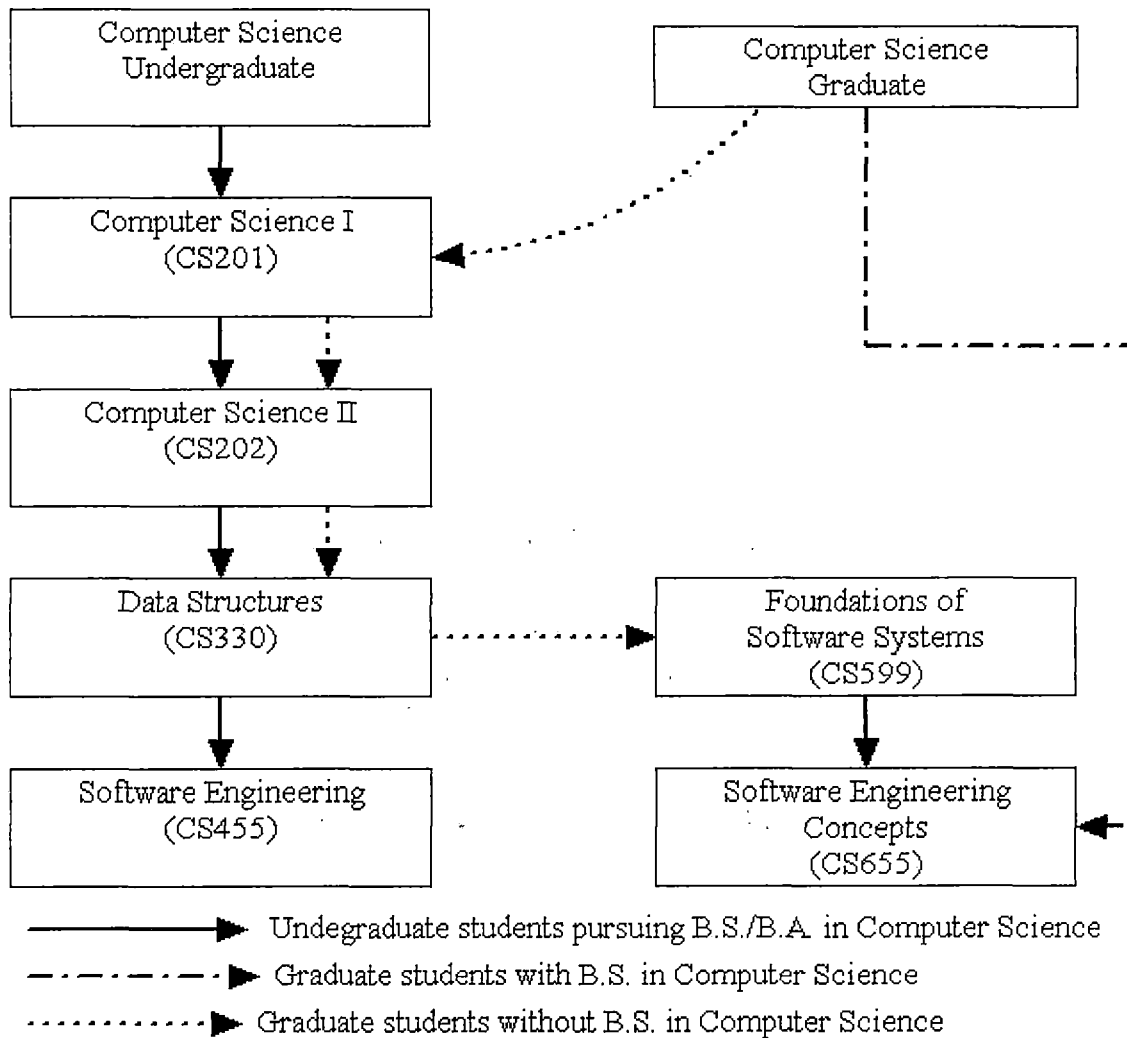 Computer Science
Undergraduate
Computer Science
Graduate
Computer Science I
(CS201)
Computer Science II
(CS202)
Data Structures
(CS330)
Foundations of
Software Systems
(CS599)
Software Engineering
(CS455)
Software Engineering
Concepts
(CS655)
Undegraduate students pursuing B.S./B.A. in Computer Science
Graduate students with B.S. in Computer Science
Graduate students without B.S. in Computer Science